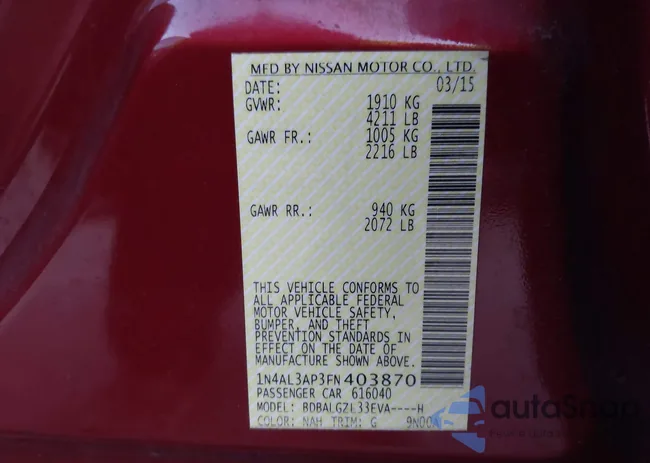 MFD BY NISSAN MOTOR CO., LTD.
DATE: 03/15
GVWR: 1910 KG
4211 LB
GAWR FR.: 1005 KG
2216 LB
GAWR RR.: 940 KG
2072 LB
THIS VEHICLE CONFORMS TO
ALL APPLICABLE FEDERAL
MOTOR VEHICLE SAFETY,
BUMPER, AND THEFT
PREVENTION STANDARDS IN
EFFECT ON THE DATE OF
MANUFACTURE SHOWN ABOVE.
1N4AL3AP3FN403870
PASSENGER CAR 616040
MODEL: BDBALGZL33EVA----H
COLOR: NAH TRIM: G
autoSnap